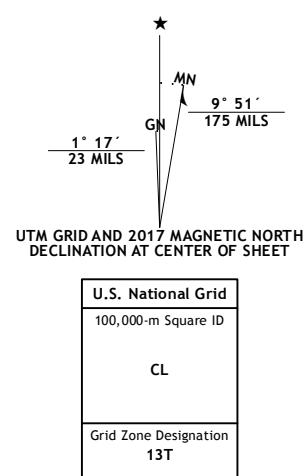 ★
MN
GN
9° 51´
175 MILS
1° 17´
23 MILS
UTM GRID AND 2017 MAGNETIC NORTH
DECLINATION AT CENTER OF SHEET
U.S. National Grid
100,000-m Square ID
CL
Grid Zone Designation
13T